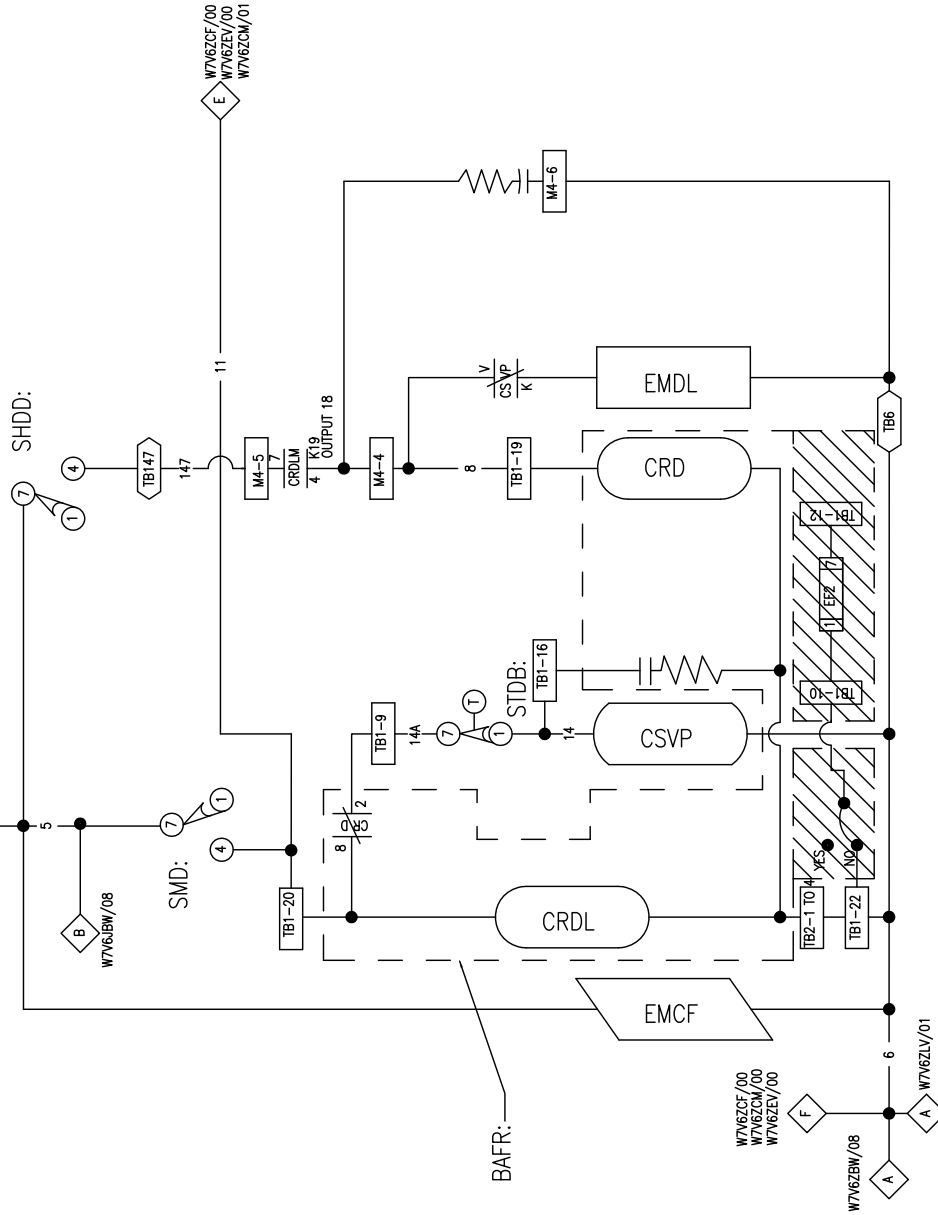 SHDD:
7
1
4
TB147
147
M4-5
7
CRDLM
4
K19
OUTPUT 18
M4-4
8
TB1-19
CRD
V
CSVP
K
EMDL
M4-6
TB6
E
W7V6ZCF/00
W7V6ZEV/00
W7V6ZCM/01
11
5
B
W7V6JBW/08
SMD:
7
1
4
TB1-20
8
CRD
2
TB1-9
14A
7
T
1
STDB:
TB1-16
14
CSVP
CRDL
EMCF
BAFR:
TB2-1 TO 4
TB1-22
YES
NO
TB1-10
1
EF2
7
TB1-12
6
F
W7V6ZCF/00
W7V6ZCM/00
W7V6ZEV/00
A
W7V6ZBW/08
A
W7V6ZLV/01